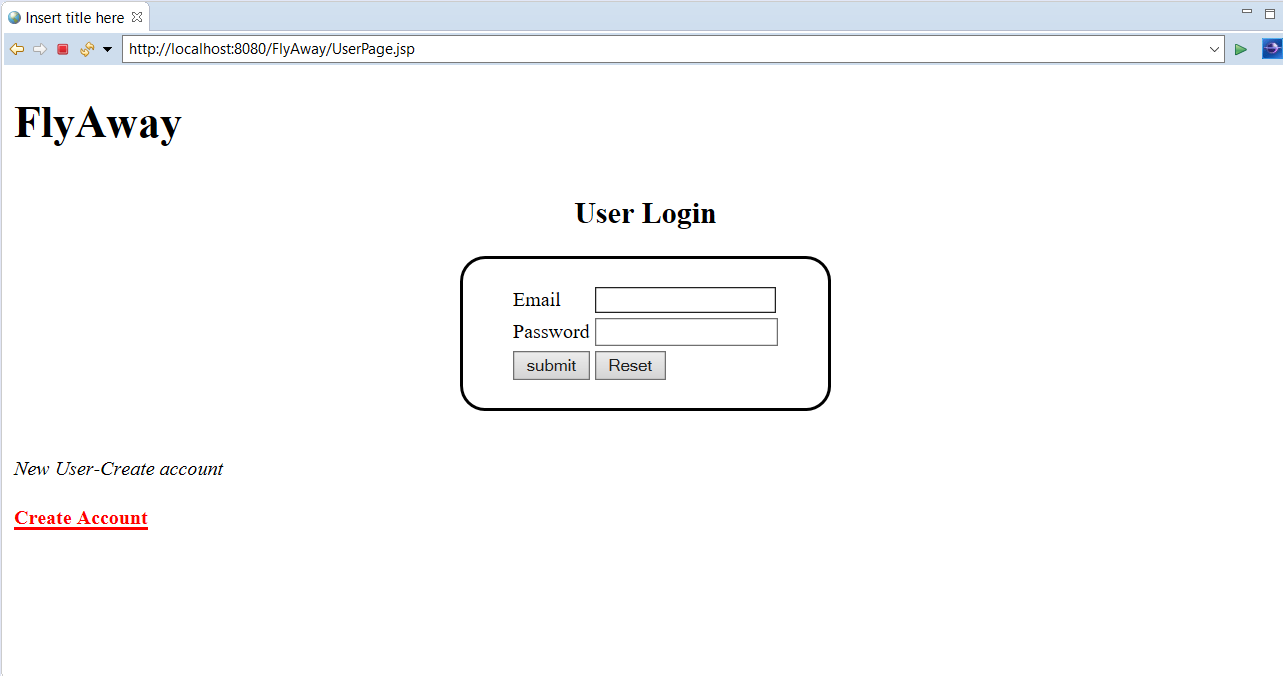 Insert title here
http://localhost:8080/FlyAway/UserPage.jsp
FlyAway
User Login
Email
Password
submit Reset
New User-Create account
Create Account